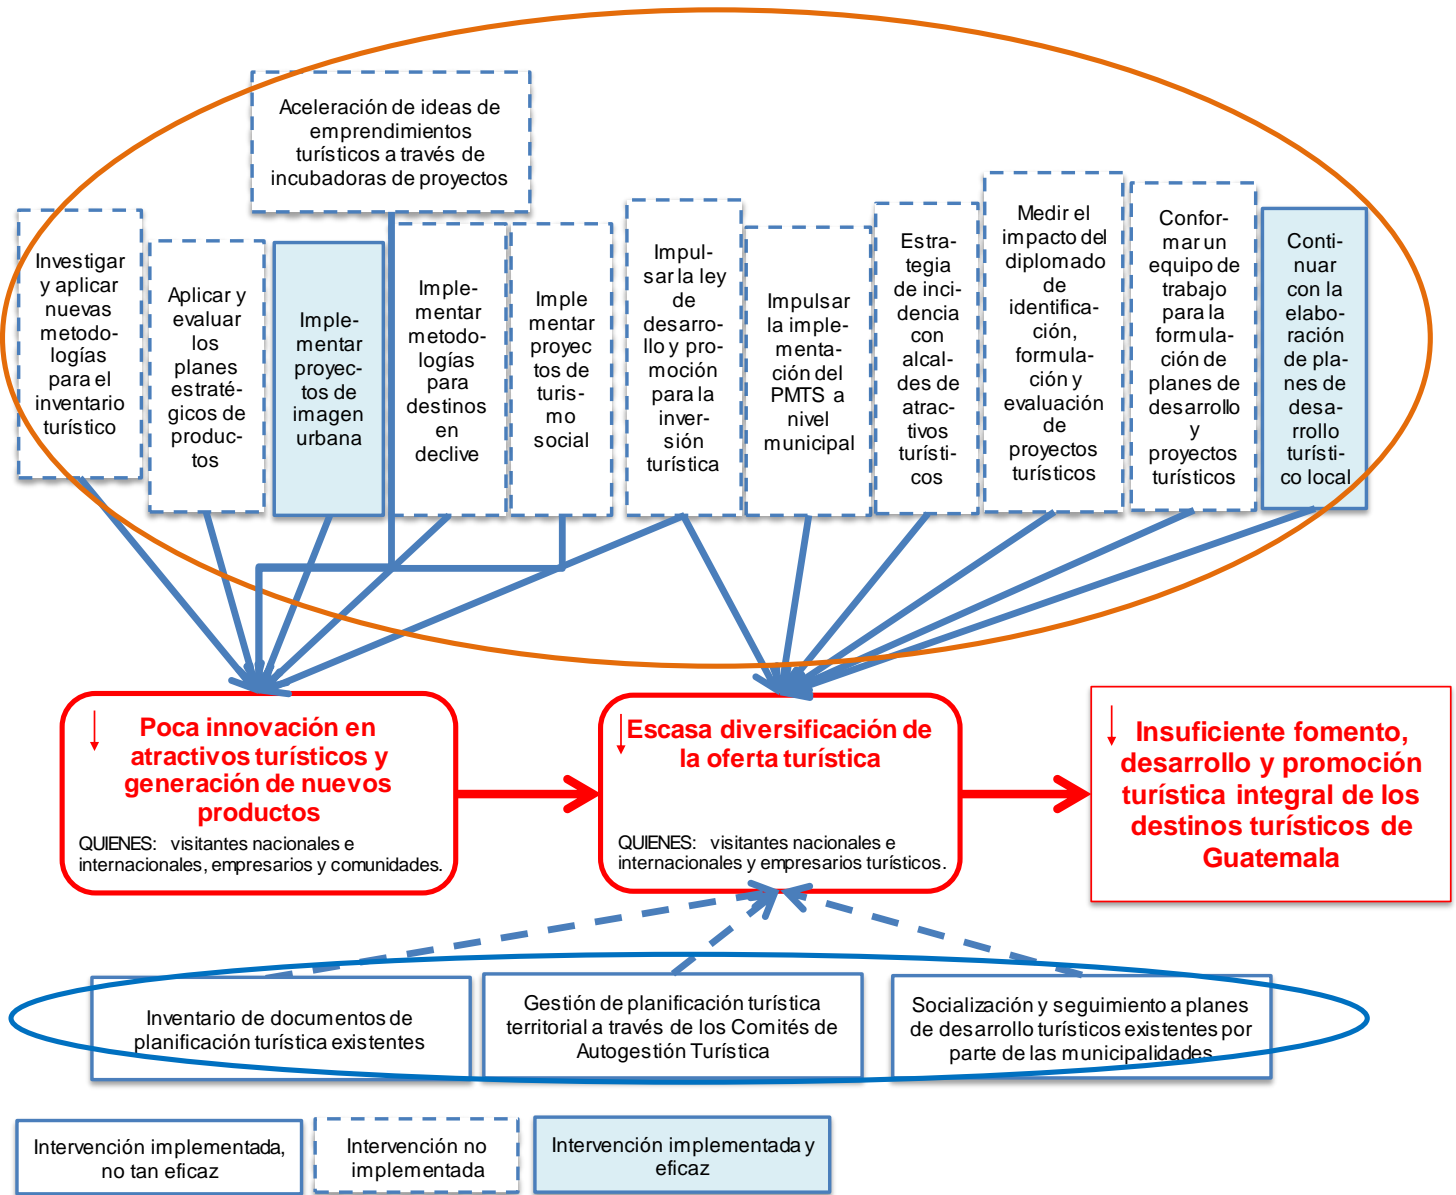 Aceleración de ideas de
emprendimientos
turísticos a través de
incubadoras de proyectos
Investigar
y aplicar
nuevas
metodo-
logías
para el
inventario
turístico
Aplicar y
evaluar
los
planes
estraté-
gicos de
produc-
tos
Imple-
mentar
proyec-
tos de
imagen
urbana
Imple-
mentar
metodo-
logías
para
destinos
en
declive
Imple
mentar
proyec
tos de
turis-
mo
social
Impul-
sar la ley
de
desarro-
llo y pro-
moción
para la
inver-
sión
turística
Impulsar
la imple-
menta-
ción del
PMTS a
nivel
municipal
Estra-
tegia
de inci-
dencia
con
alcal-
des de
atrac-
tivos
turísti-
cos
Medir el
impacto del
diplomado
de
identifica-
ción,
formula-
ción y
evaluación
de
proyectos
turísticos
Confor-
mar un
equipo de
trabajo
para la
formula-
ción de
planes de
desarrollo
y
proyectos
turísticos
Conti-
nuar
con la
elabo-
ración
de pla-
nes de
desa-
rrollo
turísti-
co local
Poca innovación en
atractivos turísticos y
generación de nuevos
productos
QUIENES: visitantes nacionales e
internacionales, empresarios y comunidades.
Escasa diversificación de
la oferta turística
QUIENES: visitantes nacionales e
internacionales y empresarios turísticos.
Insuficiente fomento,
desarrollo y promoción
turística integral de los
destinos turísticos de
Guatemala
Inventario de documentos de
planificación turística existentes
Gestión de planificación turística
territorial a través de los Comités de
Autogestión Turística
Socialización y seguimiento a planes
de desarrollo turísticos existentes por
parte de las municipalidades
Intervención implementada,
no tan eficaz
Intervención no
implementada
Intervención implementada y
eficaz